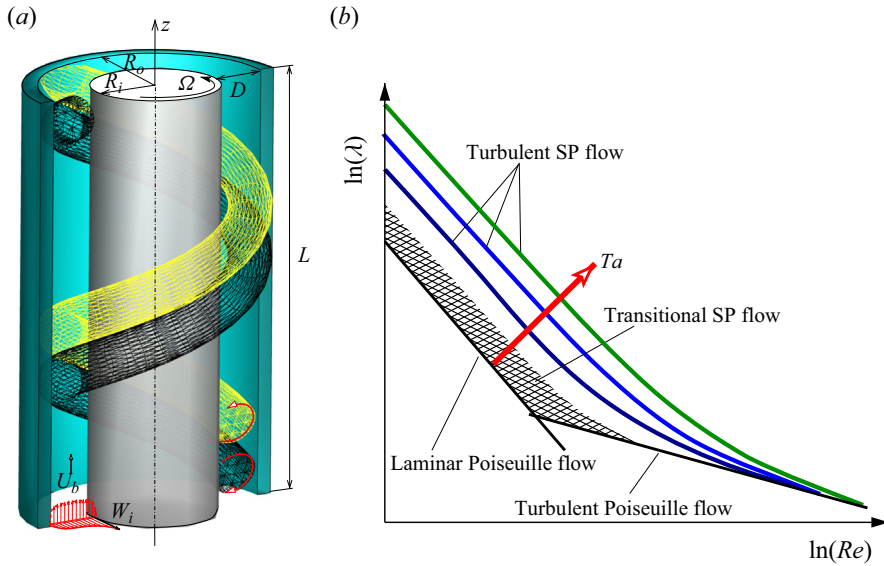 (a)
z
R_o
R_i
Ω
D
L
U_b
W_i
(b)
ln(λ)
Turbulent SP flow
Ta
Transitional SP flow
Laminar Poiseuille flow
Turbulent Poiseuille flow
ln(Re)